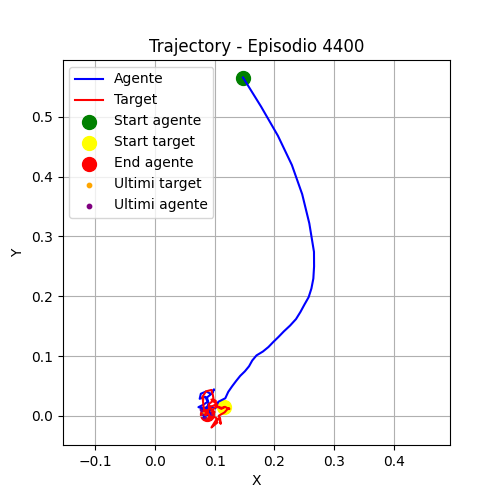 Trajectory - Episodio 4400
Agente
Target
Start agente
Start target
End agente
Ultimi target
Ultimi agente
Y
0.5
0.4
0.3
0.2
0.1
0.0
−0.1 0.0 0.1 0.2 0.3 0.4
X